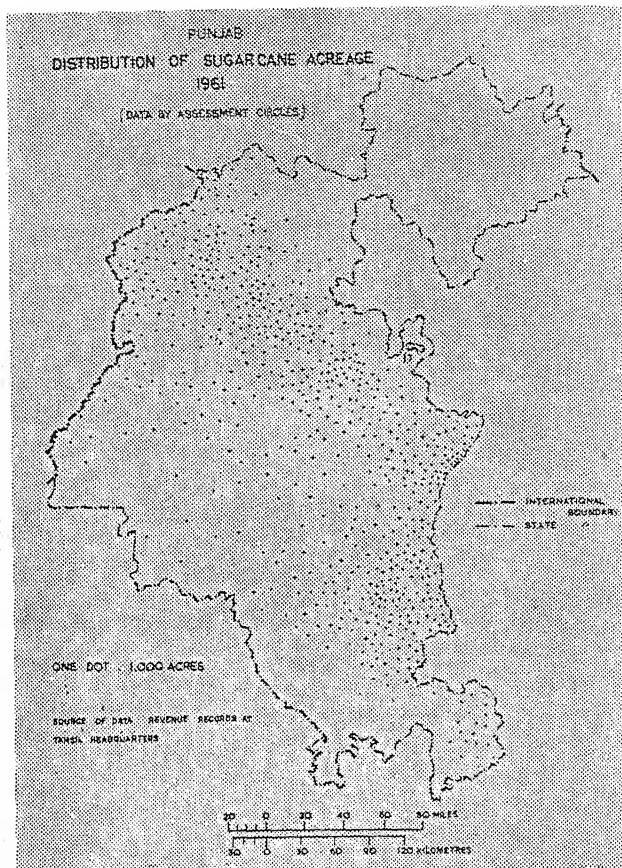 PUNJAB
DISTRIBUTION OF SUGARCANE ACREAGE
1961
[DATA BY ASSESSMENT CIRCLES]
INTERNATIONAL
BOUNDARY
STATE "
ONE DOT . 1,000 ACRES
SOURCE OF DATA REVENUE RECORDS AT
TAHSIL HEADQUARTERS
20 0 20 40 60 80 MILES
30 0 30 60 90 120 KILOMETRES